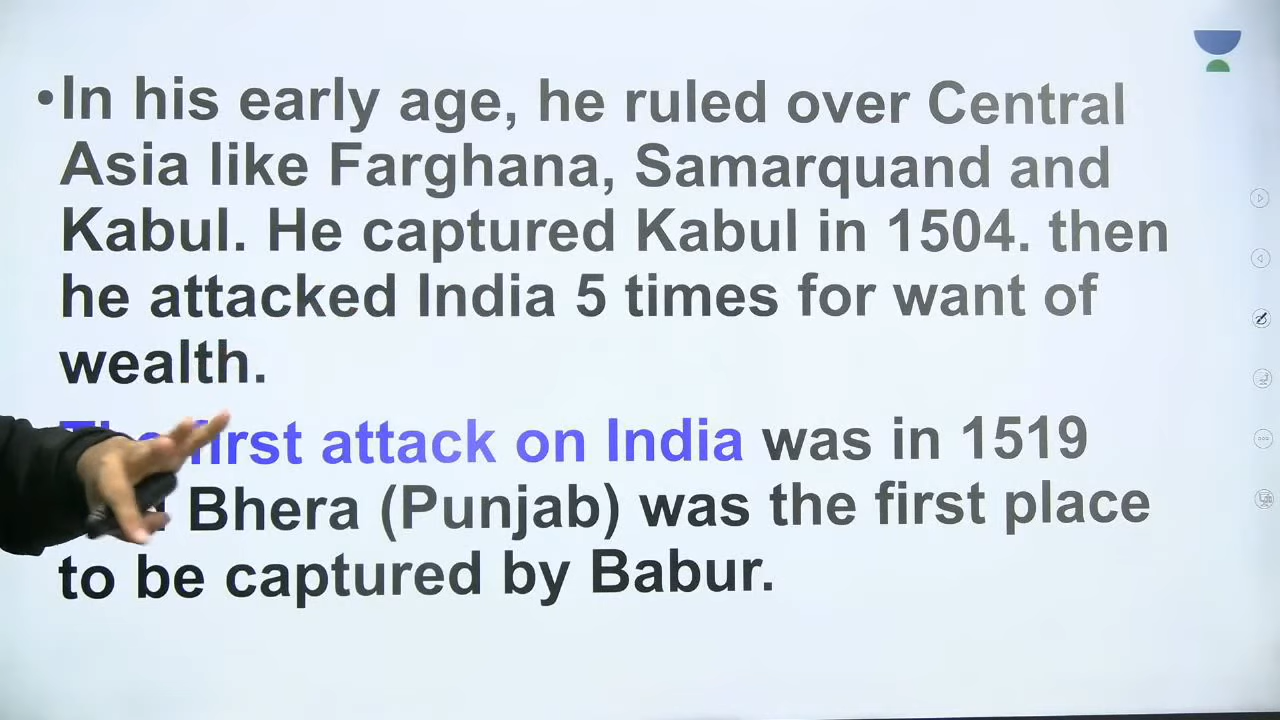 •In his early age, he ruled over Central
Asia like Farghana, Samarquand and
Kabul. He captured Kabul in 1504. then
he attacked India 5 times for want of
wealth.
The first attack on India was in 1519
Bhera (Punjab) was the first place
to be captured by Babur.